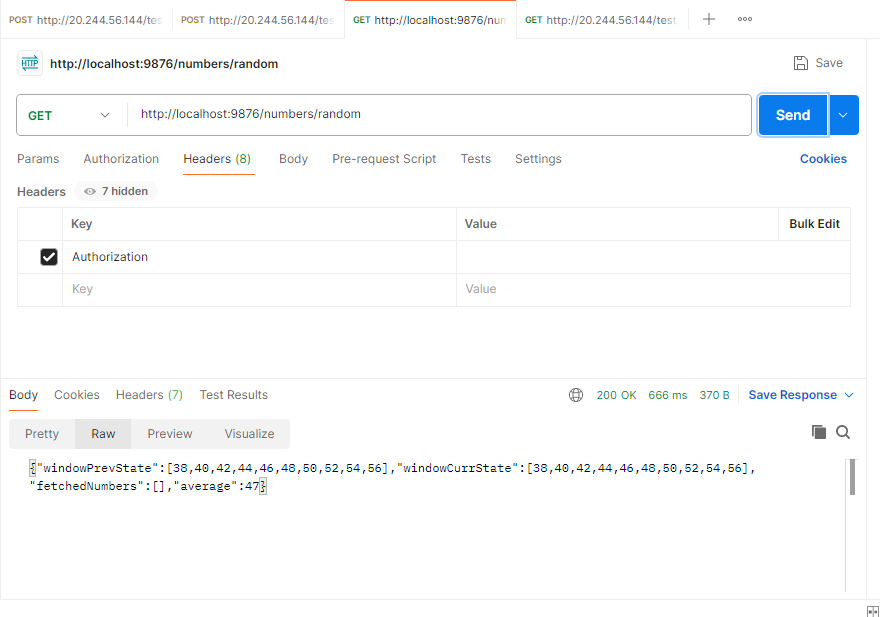 POST http://20.244.56.144/tes POST http://20.244.56.144/tes GET http://localhost:9876/num GET http://20.244.56.144/test
HTTP http://localhost:9876/numbers/random Save
GET http://localhost:9876/numbers/random Send
Params Authorization Headers (8) Body Pre-request Script Tests Settings Cookies
Headers 7 hidden
Key Value Bulk Edit
Authorization
Key Value
Body Cookies Headers (7) Test Results 200 OK 666 ms 370 B Save Response
Pretty Raw Preview Visualize
{"windowPrevState":[38,40,42,44,46,48,50,52,54,56],"windowCurrState":[38,40,42,44,46,48,50,52,54,56],
"fetchedNumbers":[],"average":47}